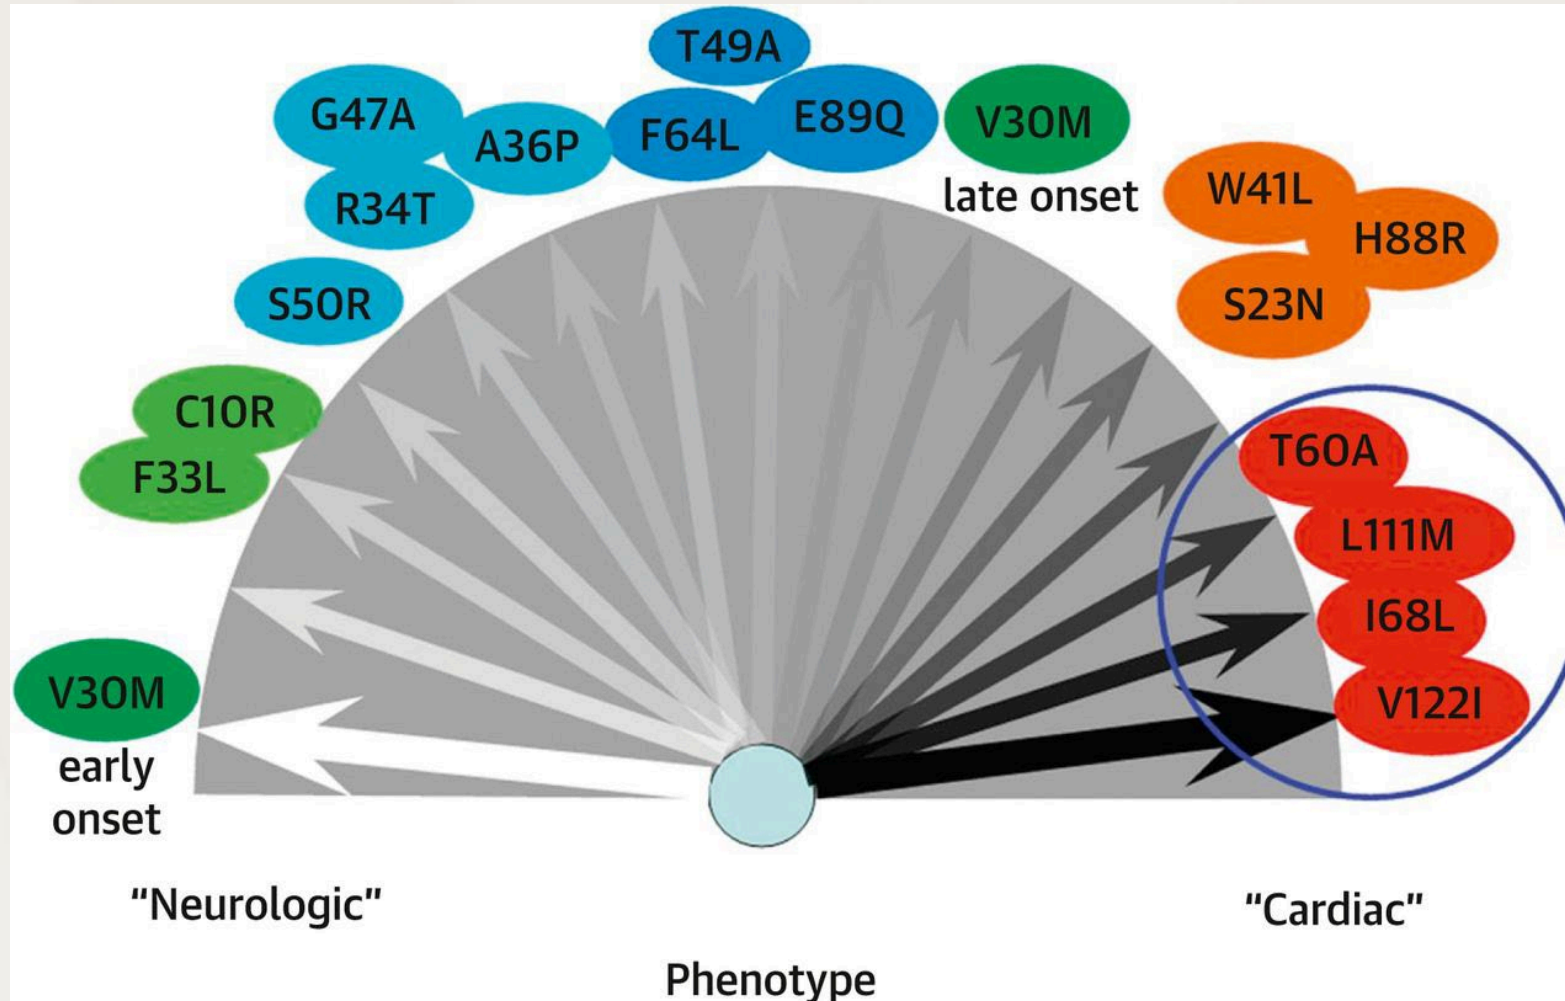 T49A
G47A
A36P
F64L
E89Q
V30M
late onset
R34T
W41L
H88R
S50R
S23N
C10R
F33L
T60A
L111M
I68L
V122I
V30M
early
onset
“Neurologic”
“Cardiac”
Phenotype